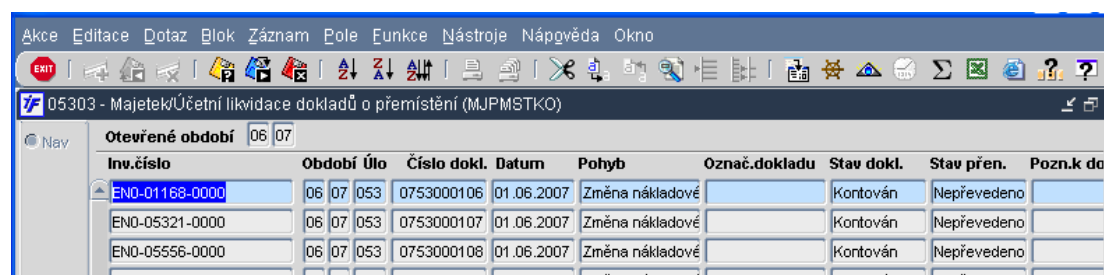 Akce Editace Dotaz Blok Záznam Pole Funkce Nástroje Nápověda Okno
EXIT
05303 - Majetek/Účetní likvidace dokladů o přemístění (MJPMSTKO)
Nav Otevřené období 06 07
Inv.číslo Období Úlo Číslo dokl. Datum Pohyb Označ.dokladu Stav dokl. Stav přen. Pozn.k do
EN0-01168-0000 06 07 053 0753000106 01.06.2007 Změna nákladové Kontován Nepřevedeno
EN0-05321-0000 06 07 053 0753000107 01.06.2007 Změna nákladové Kontován Nepřevedeno
EN0-05556-0000 06 07 053 0753000108 01.06.2007 Změna nákladové Kontován Nepřevedeno